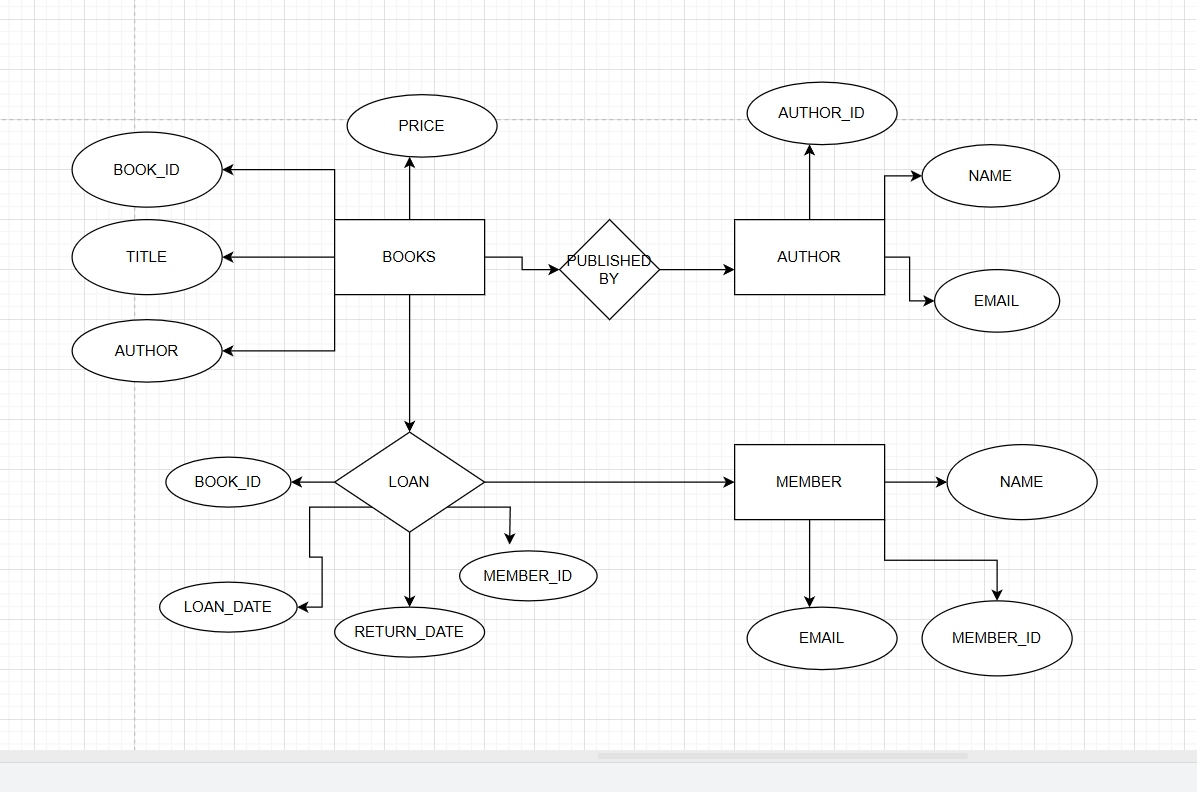 AUTHOR_ID
PRICE
BOOK_ID
NAME
TITLE
BOOKS
PUBLISHED
BY
AUTHOR
EMAIL
AUTHOR
BOOK_ID
LOAN
MEMBER
NAME
MEMBER_ID
LOAN_DATE
RETURN_DATE
EMAIL
MEMBER_ID